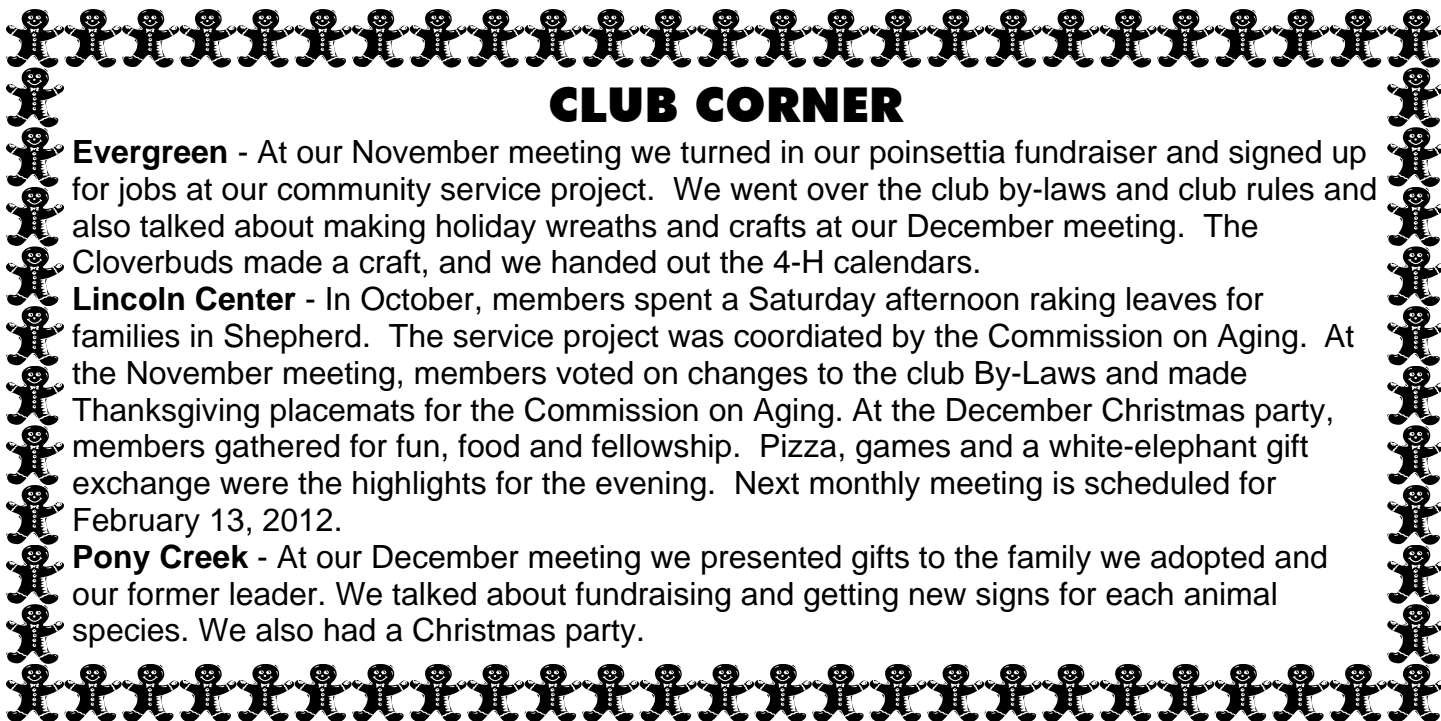 CLUB CORNER
Evergreen - At our November meeting we turned in our poinsettia fundraiser and signed up
for jobs at our community service project.  We went over the club by-laws and club rules and
also talked about making holiday wreaths and crafts at our December meeting.  The
Cloverbuds made a craft, and we handed out the 4-H calendars.
Lincoln Center - In October, members spent a Saturday afternoon raking leaves for
families in Shepherd.  The service project was coordiated by the Commission on Aging.  At
the November meeting, members voted on changes to the club By-Laws and made
Thanksgiving placemats for the Commission on Aging. At the December Christmas party,
members gathered for fun, food and fellowship.  Pizza, games and a white-elephant gift
exchange were the highlights for the evening.  Next monthly meeting is scheduled for
February 13, 2012.
Pony Creek - At our December meeting we presented gifts to the family we adopted and
our former leader. We talked about fundraising and getting new signs for each animal
species. We also had a Christmas party.